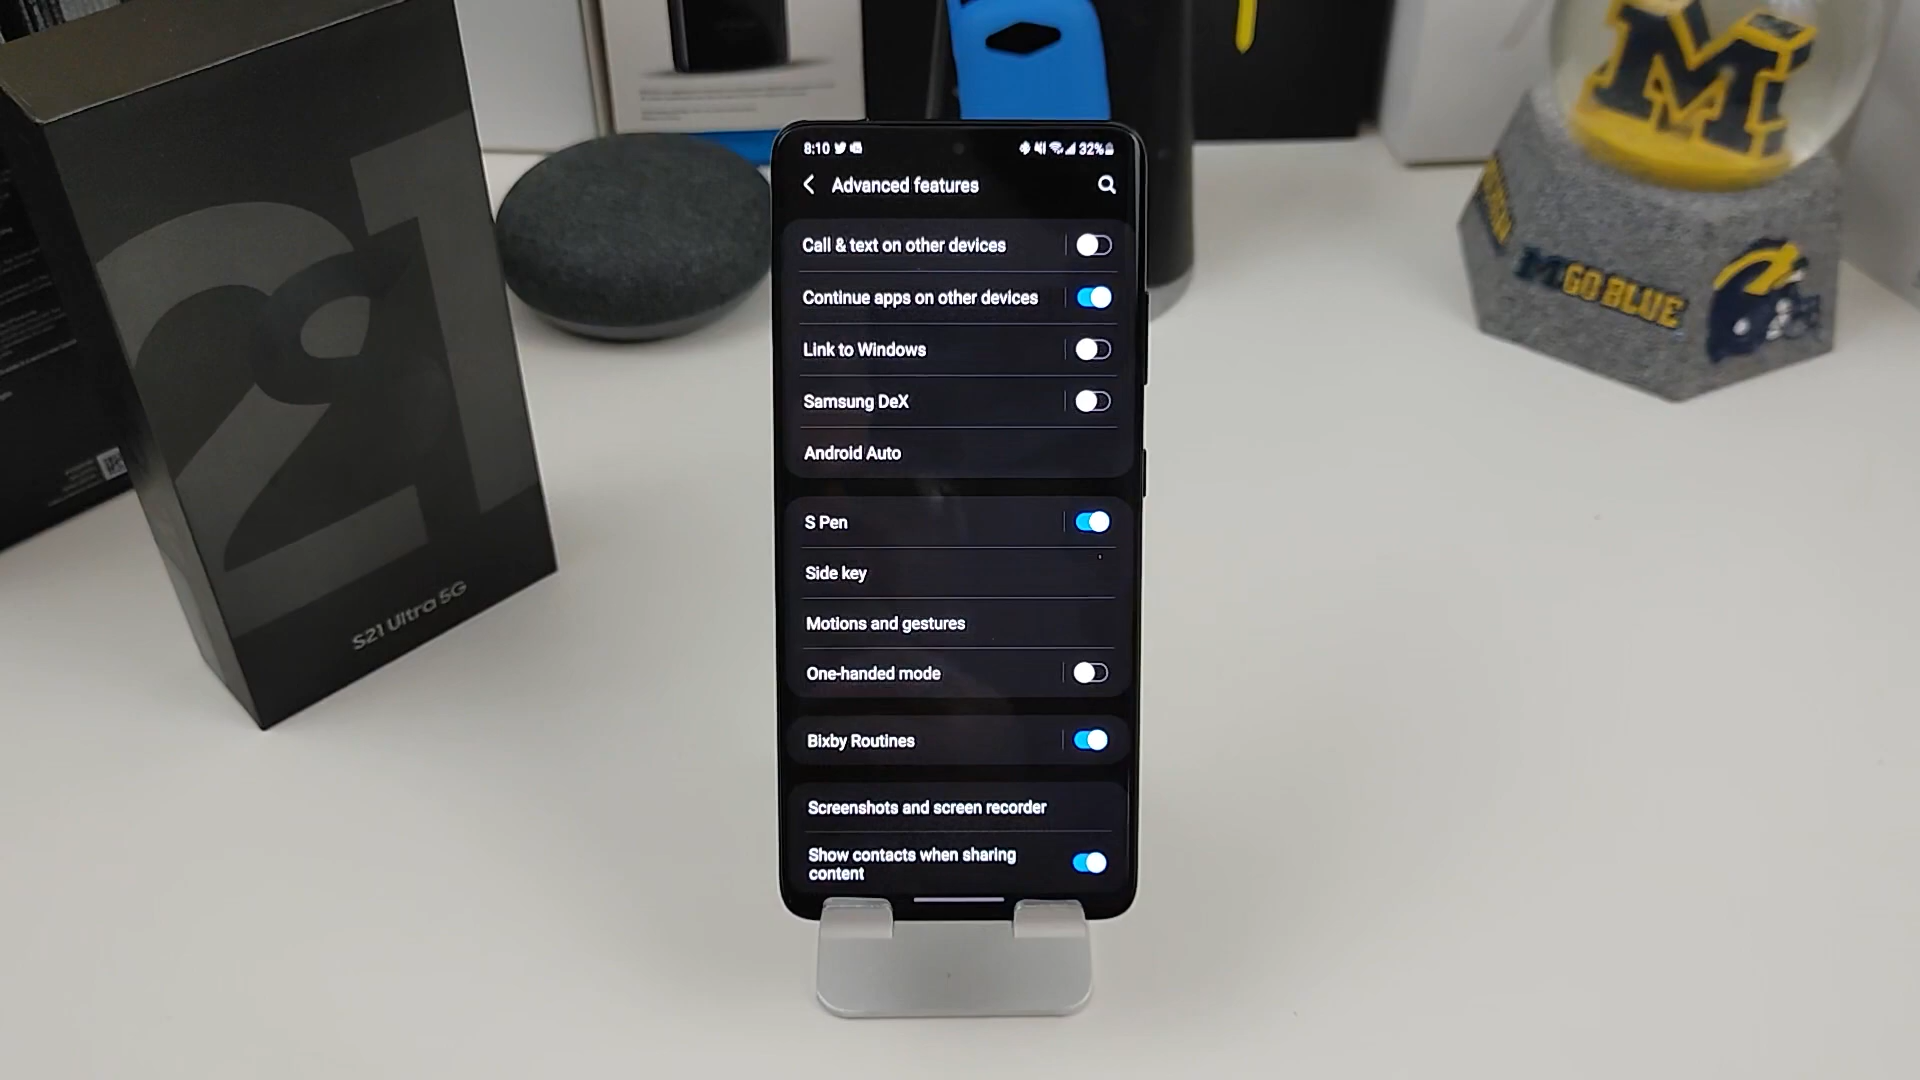 21
S21 Ultra 5G
8:10
32%
Advanced features
Call & text on other devices
Continue apps on other devices
Link to Windows
Samsung DeX
Android Auto
S Pen
Side key
Motions and gestures
One-handed mode
Bixby Routines
Screenshots and screen recorder
Show contacts when sharing
content
M
M GO BLUE